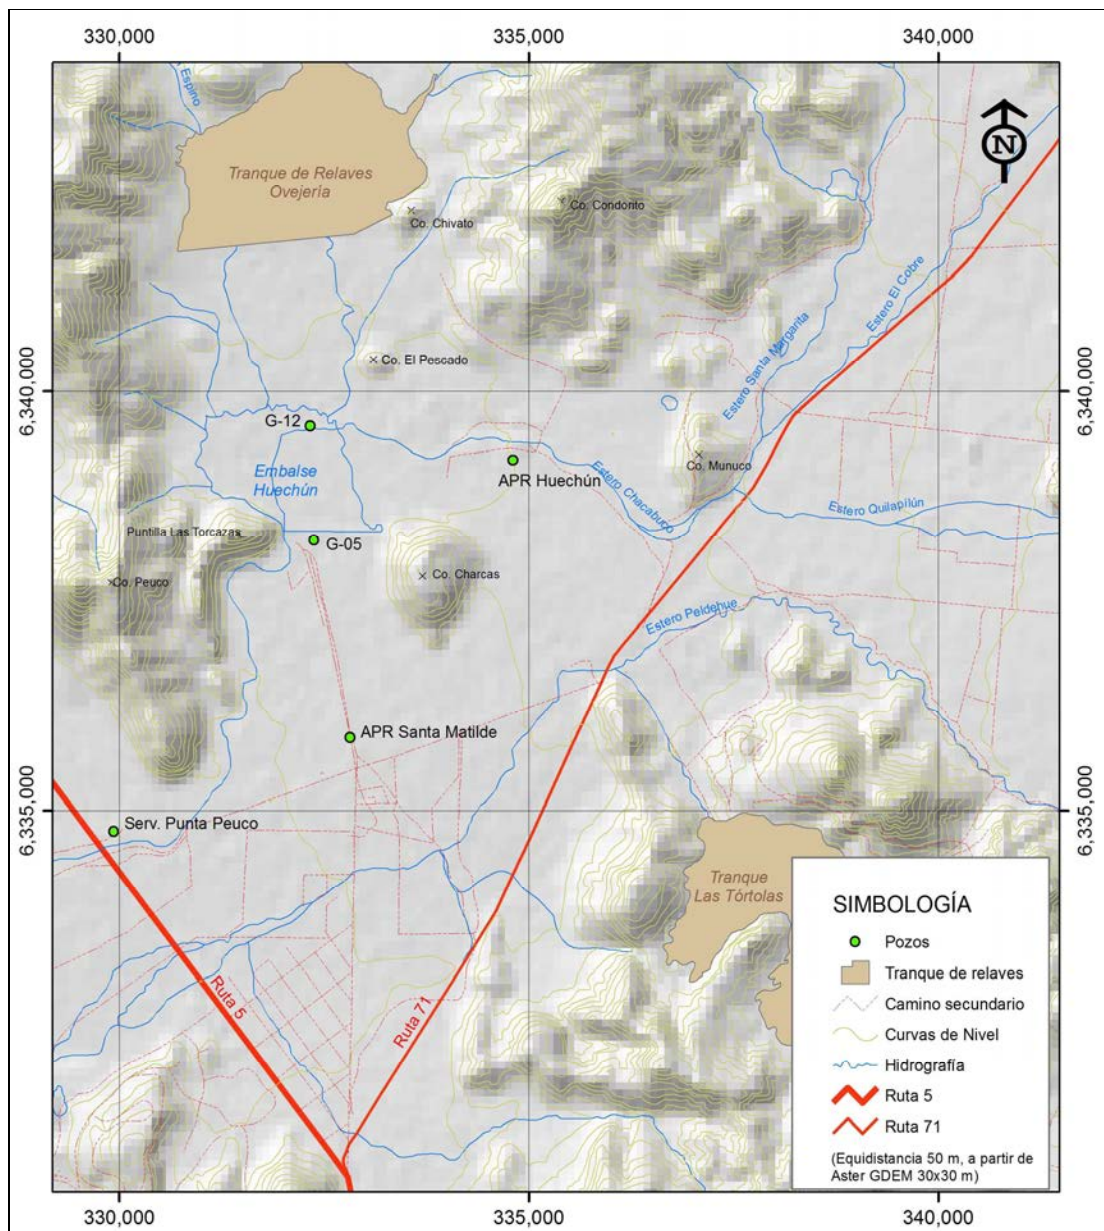 330,000
335,000
340,000
Espino
Tranque de Relaves
Ovejería
Co. Chivato
Co. Condorito
Estero El Cobre
Estero Santa Margarita
Co. El Pescado
6,340,000
6,340,000
G-12
Embalse
Huechún
APR Huechún
Co. Munuco
Estero Chacabuco
Estero Quilapilún
Puntilla Las Torcazas
G-05
Co. Peuco
Co. Charcas
Estero Peldehue
APR Santa Matilde
6,335,000
6,335,000
Serv. Punta Peuco
Tranque
Las Tórtolas
Ruta 5
Ruta 71
SIMBOLOGÍA
Pozos
Tranque de relaves
Camino secundario
Curvas de Nivel
Hidrografía
Ruta 5
Ruta 71
(Equidistancia 50 m, a partir de
Aster GDEM 30x30 m)
N
330,000
335,000
340,000